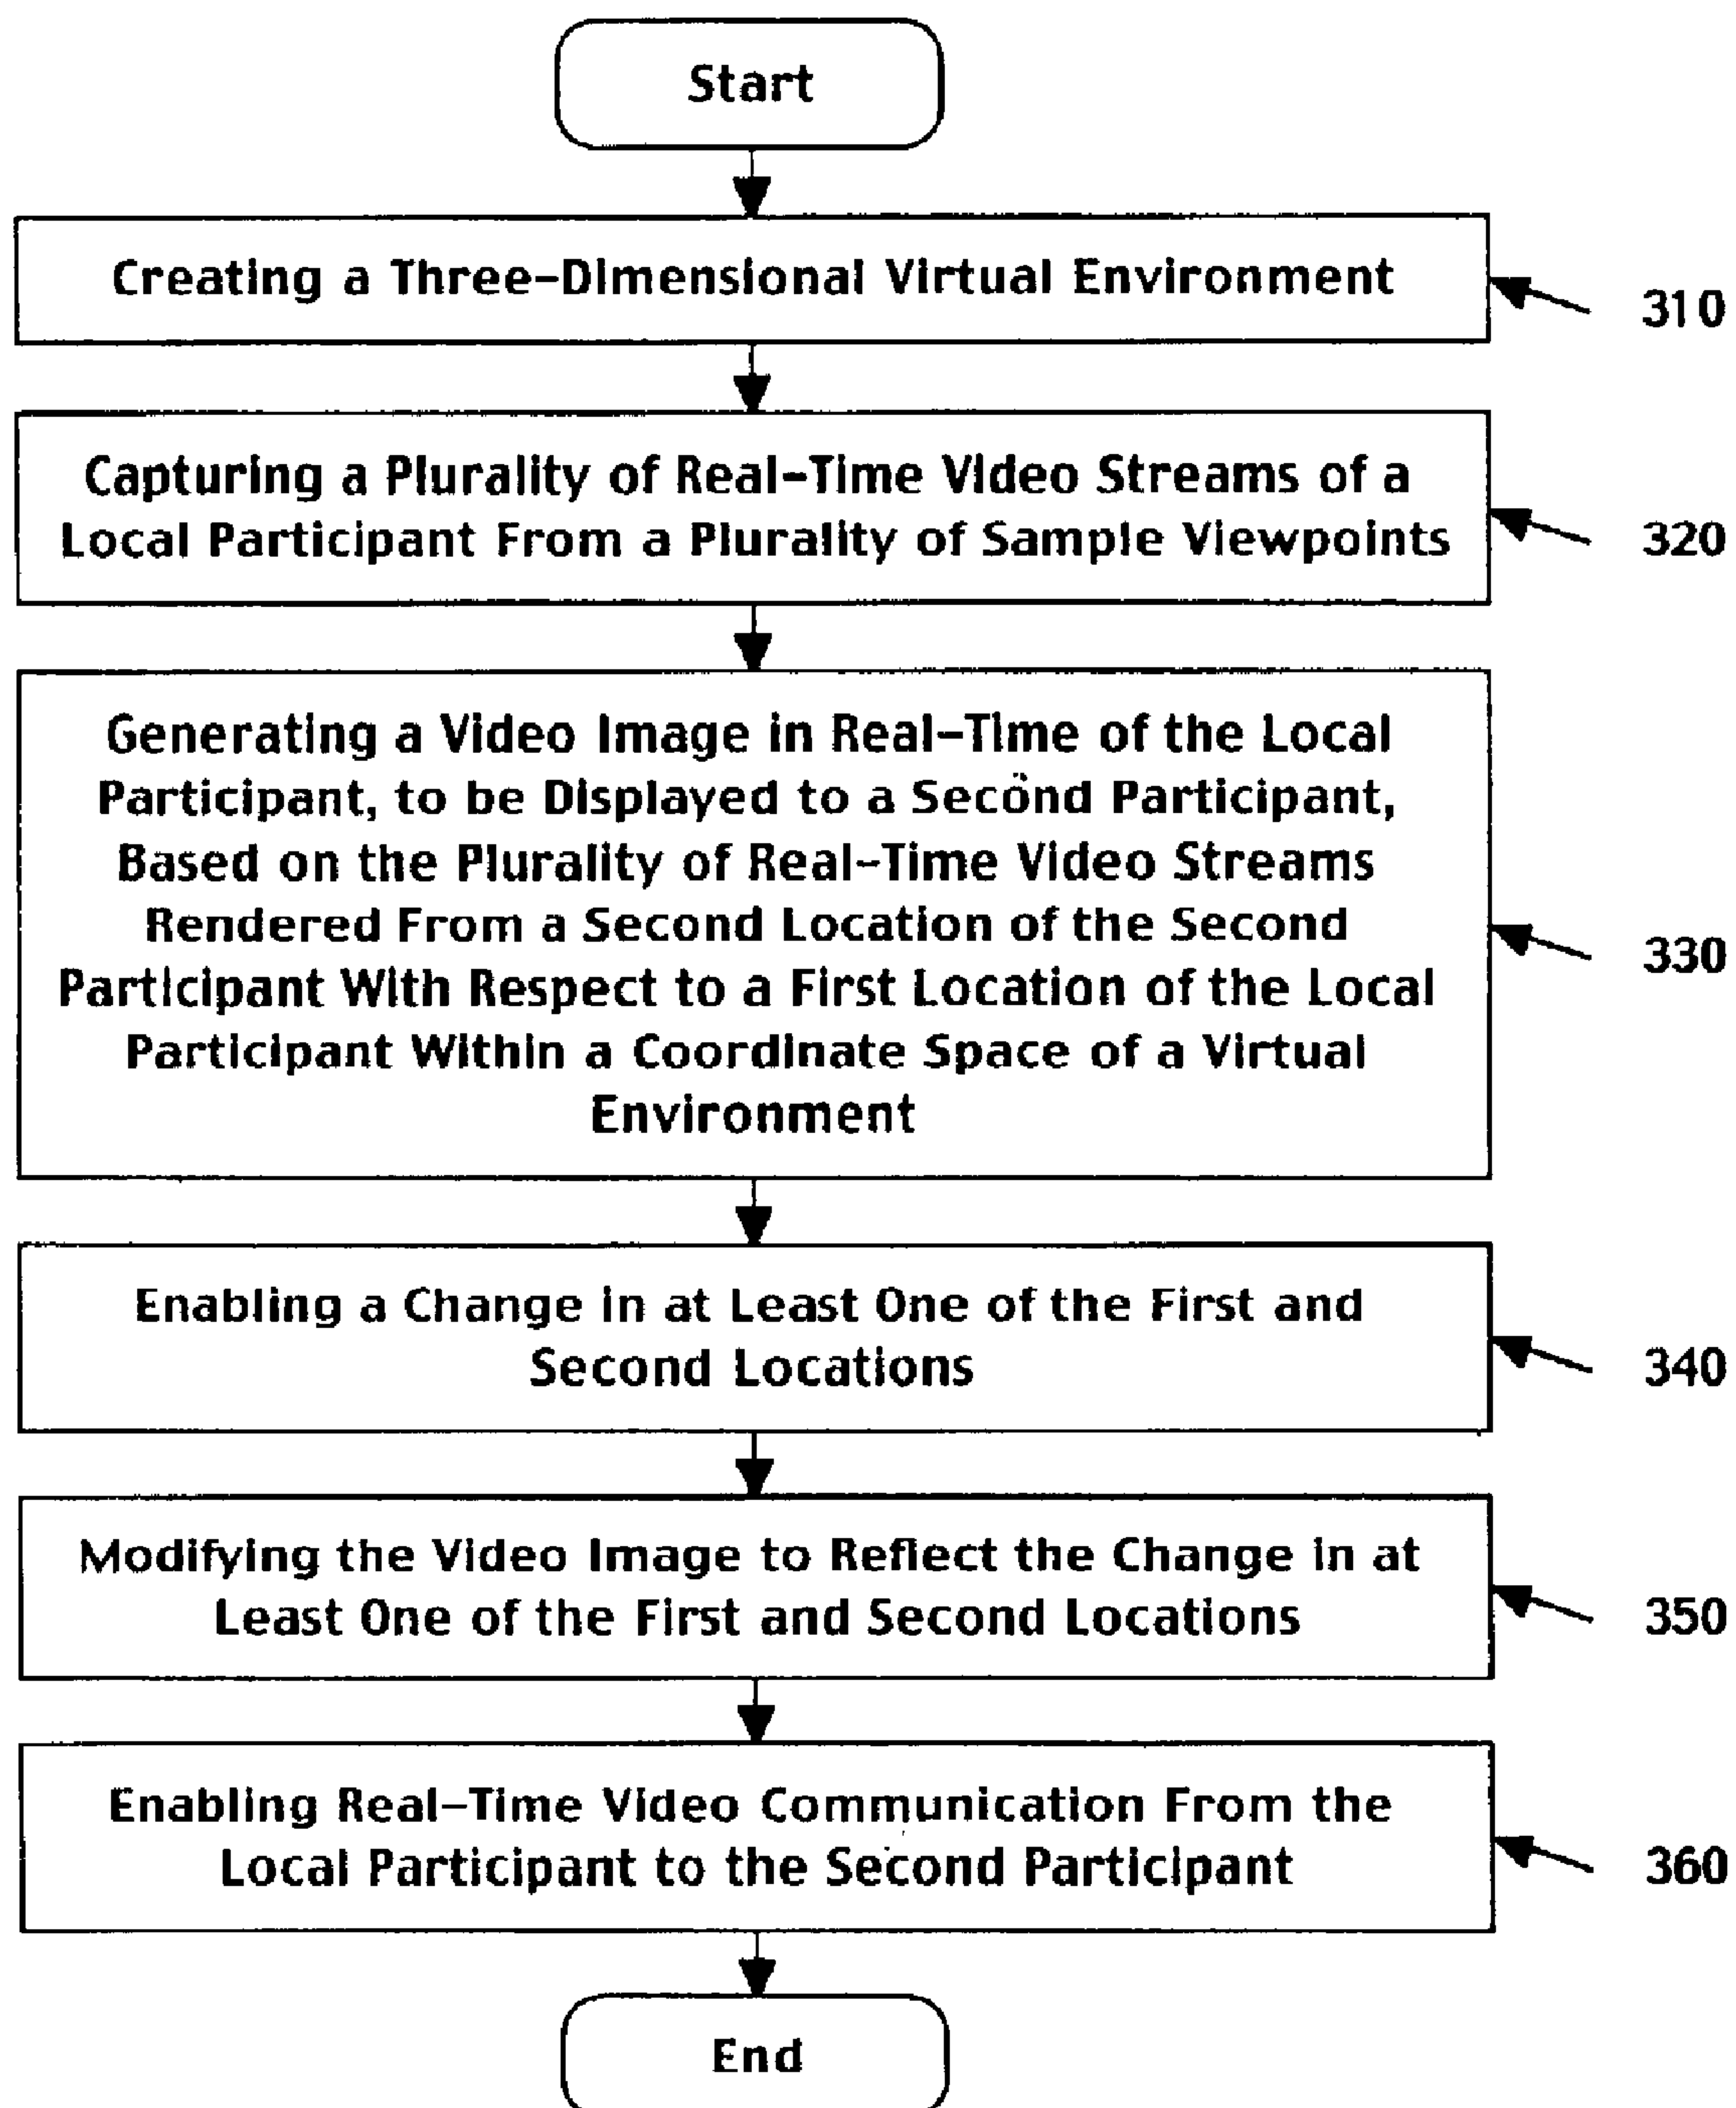 Start
Creating a Three-Dimensional Virtual Environment
310
Capturing a Plurality of Real-Time Video Streams of a
Local Participant From a Plurality of Sample Viewpoints
320
Generating a Video Image in Real-Time of the Local
Participant, to be Displayed to a Second Participant,
Based on the Plurality of Real-Time Video Streams
Rendered From a Second Location of the Second
Participant With Respect to a First Location of the Local
Participant Within a Coordinate Space of a Virtual
Environment
330
Enabling a Change in at Least One of the First and
Second Locations
340
Modifying the Video Image to Reflect the Change in at
Least One of the First and Second Locations
350
Enabling Real-Time Video Communication From the
Local Participant to the Second Participant
360
End